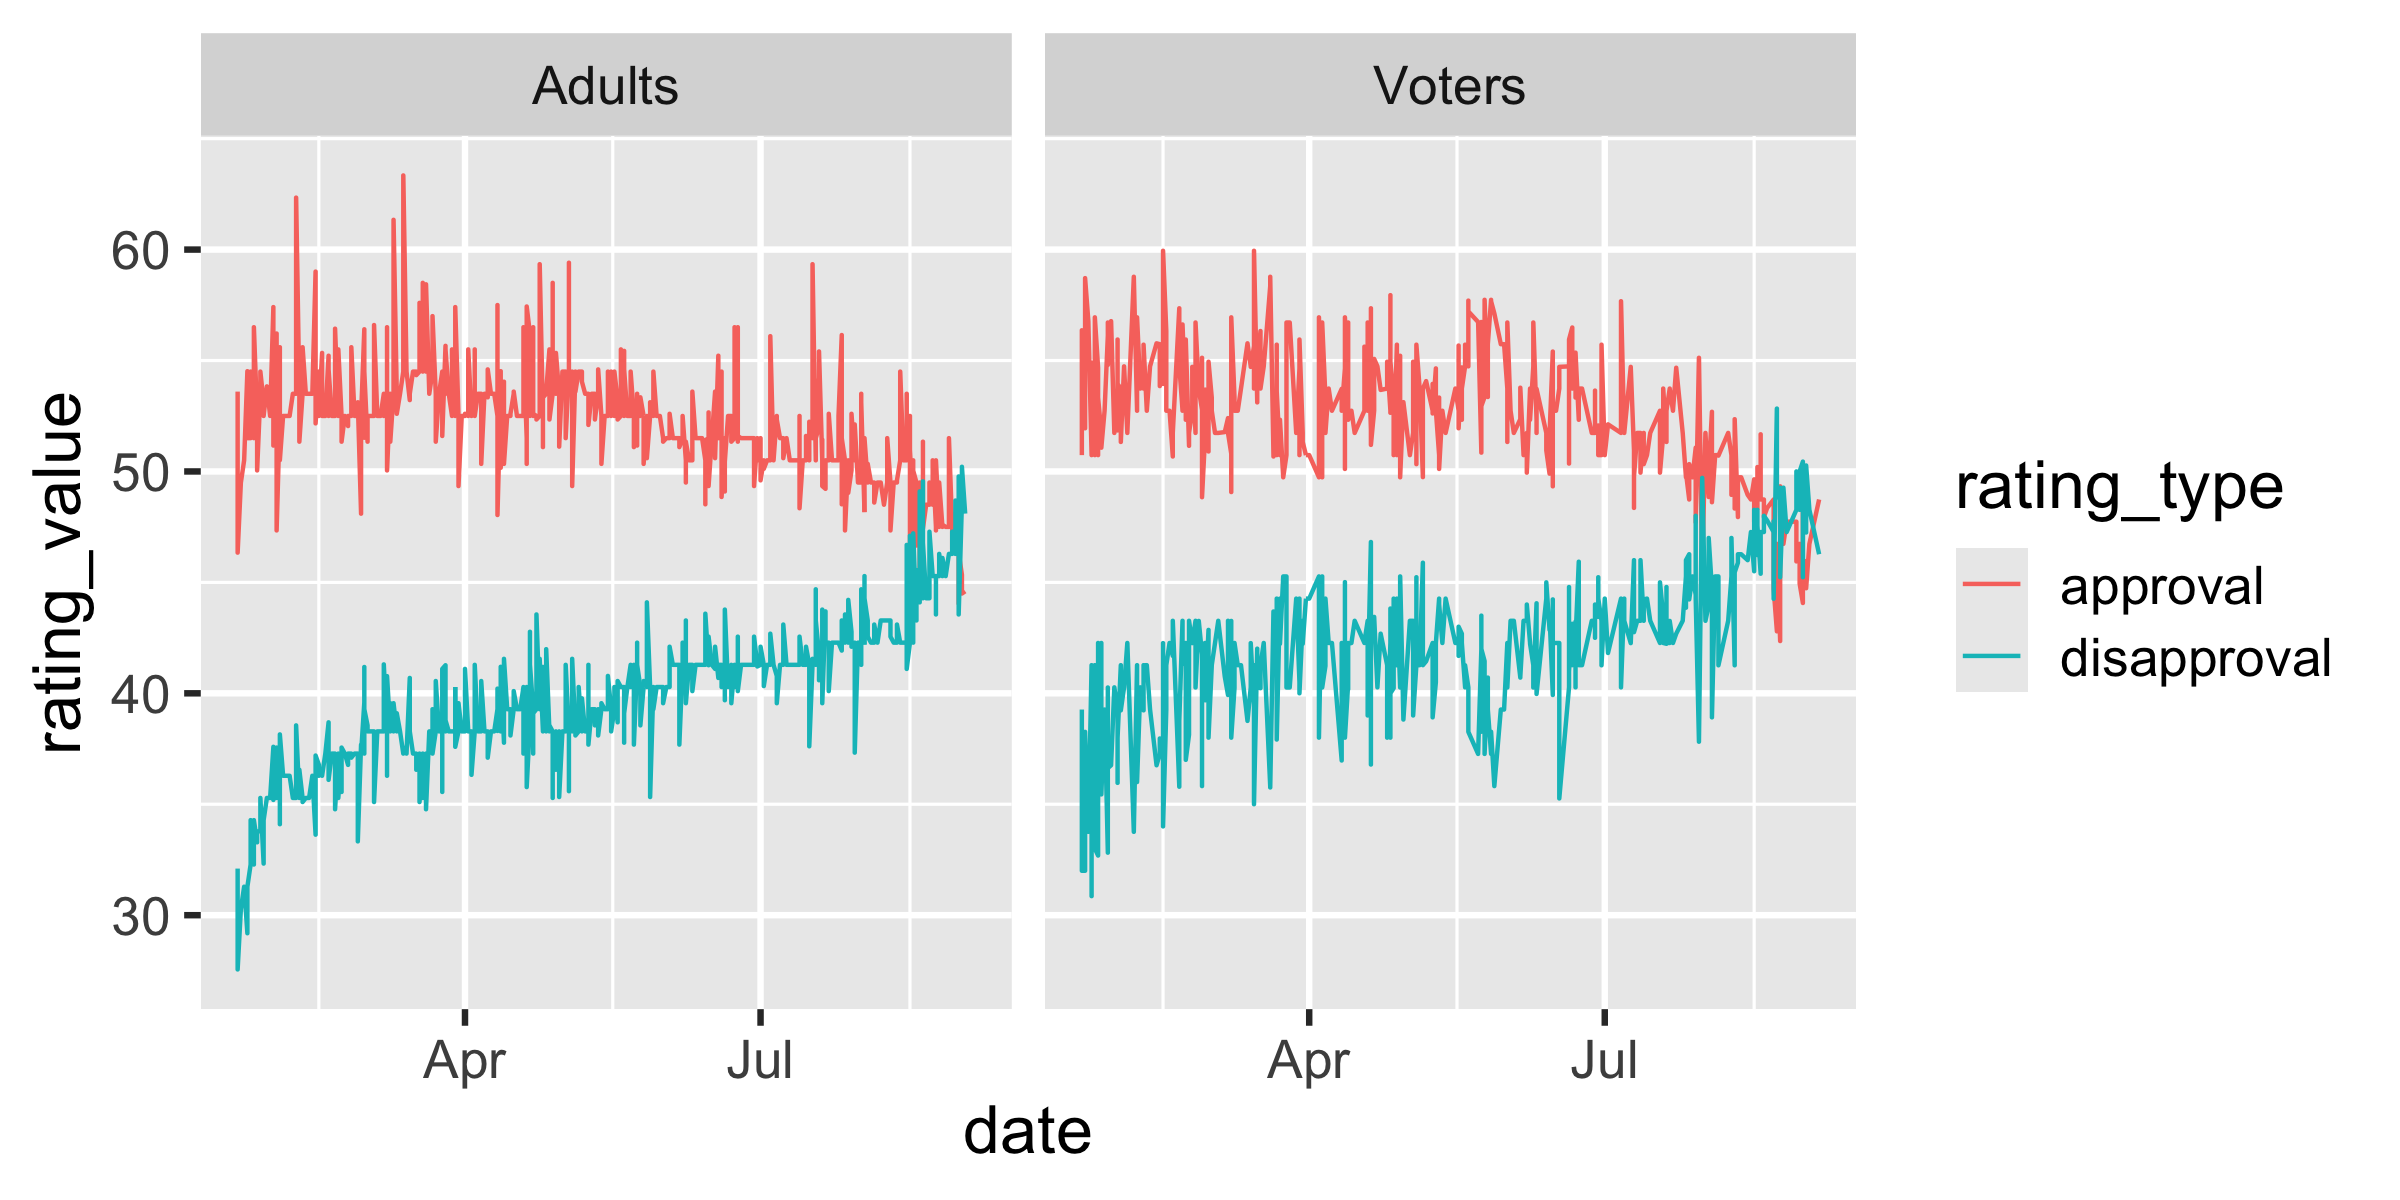 Adults
Voters
rating_value
60
50
40
30
Apr
Jul
Apr
Jul
date
rating_type
approval
disapproval